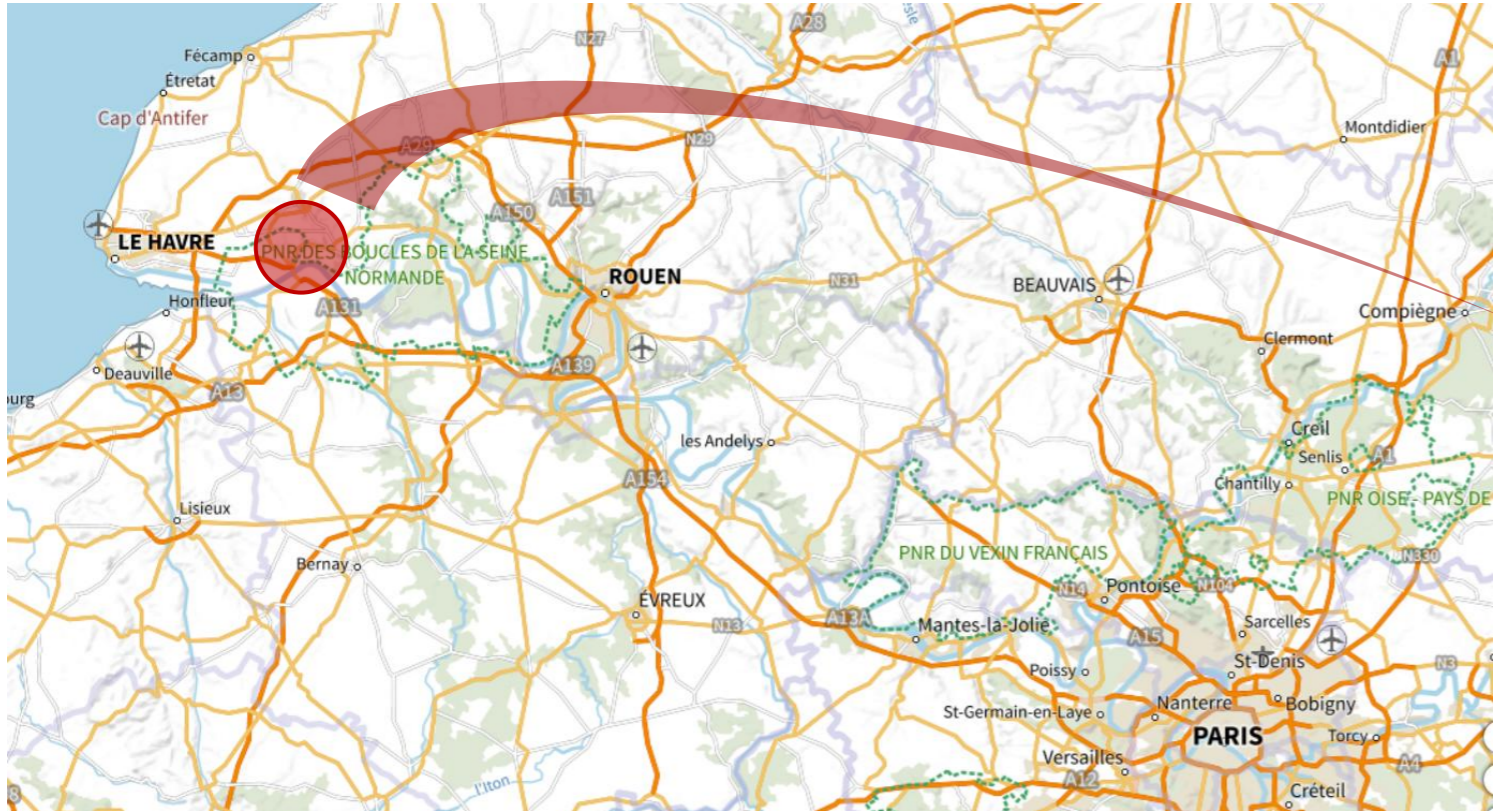 A28
N27
Fécamp
A1
Étretat
Cap d'Antifer
Montdidier
A29
N29
A151
A150
LE HAVRE
PNR DES BOUCLES DE LA SEINE
NORMANDE
ROUEN
N31
BEAUVAIS
Honfleur
A131
Compiègne
Clermont
Deauville
A139
A13
urg
les Andelys
Creil
Senlis
A1
A154
Chantilly
PNR OISE - PAYS DE
Lisieux
PNR DU VEXIN FRANÇAIS
N330
Bernay
N14
Pontoise
N104
ÉVREUX
N13
A13A
Mantes-la-Jolie
A15
Sarcelles
Poissy
St-Denis
N3
St-Germain-en-Laye
Nanterre
Bobigny
PARIS
Torcy
Versailles
A4
l'Iton
A12
Créteil
8